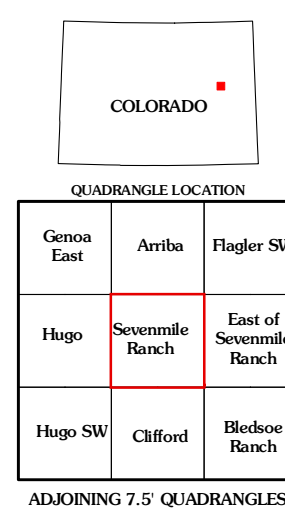 COLORADO
QUADRANGLE LOCATION
Genoa
East
Arriba
Flagler SW
Hugo
Sevenmile
Ranch
East of
Sevenmile
Ranch
Hugo SW
Clifford
Bledsoe
Ranch
ADJOINING 7.5' QUADRANGLES